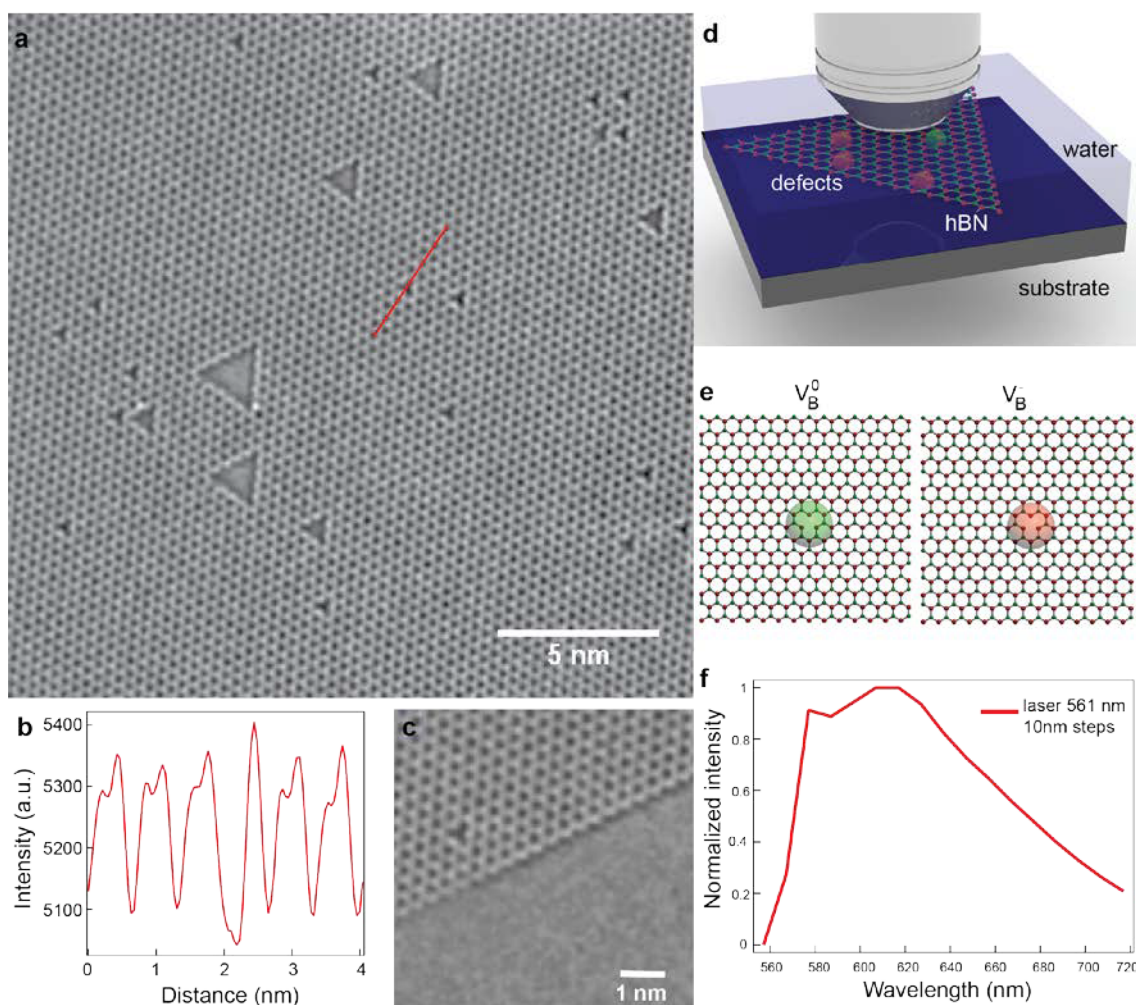 a
5 nm
b
5400
5300
5200
5100
Intensity (a.u.)
0
1
2
3
4
Distance (nm)
c
1 nm
d
water
defects
hBN
substrate
e
V_B^0
V_B^-
f
1
0.8
0.6
0.4
0.2
0
Normalized intensity
laser 561 nm
10nm steps
560 580 600 620 640 660 680 700 720
Wavelength (nm)